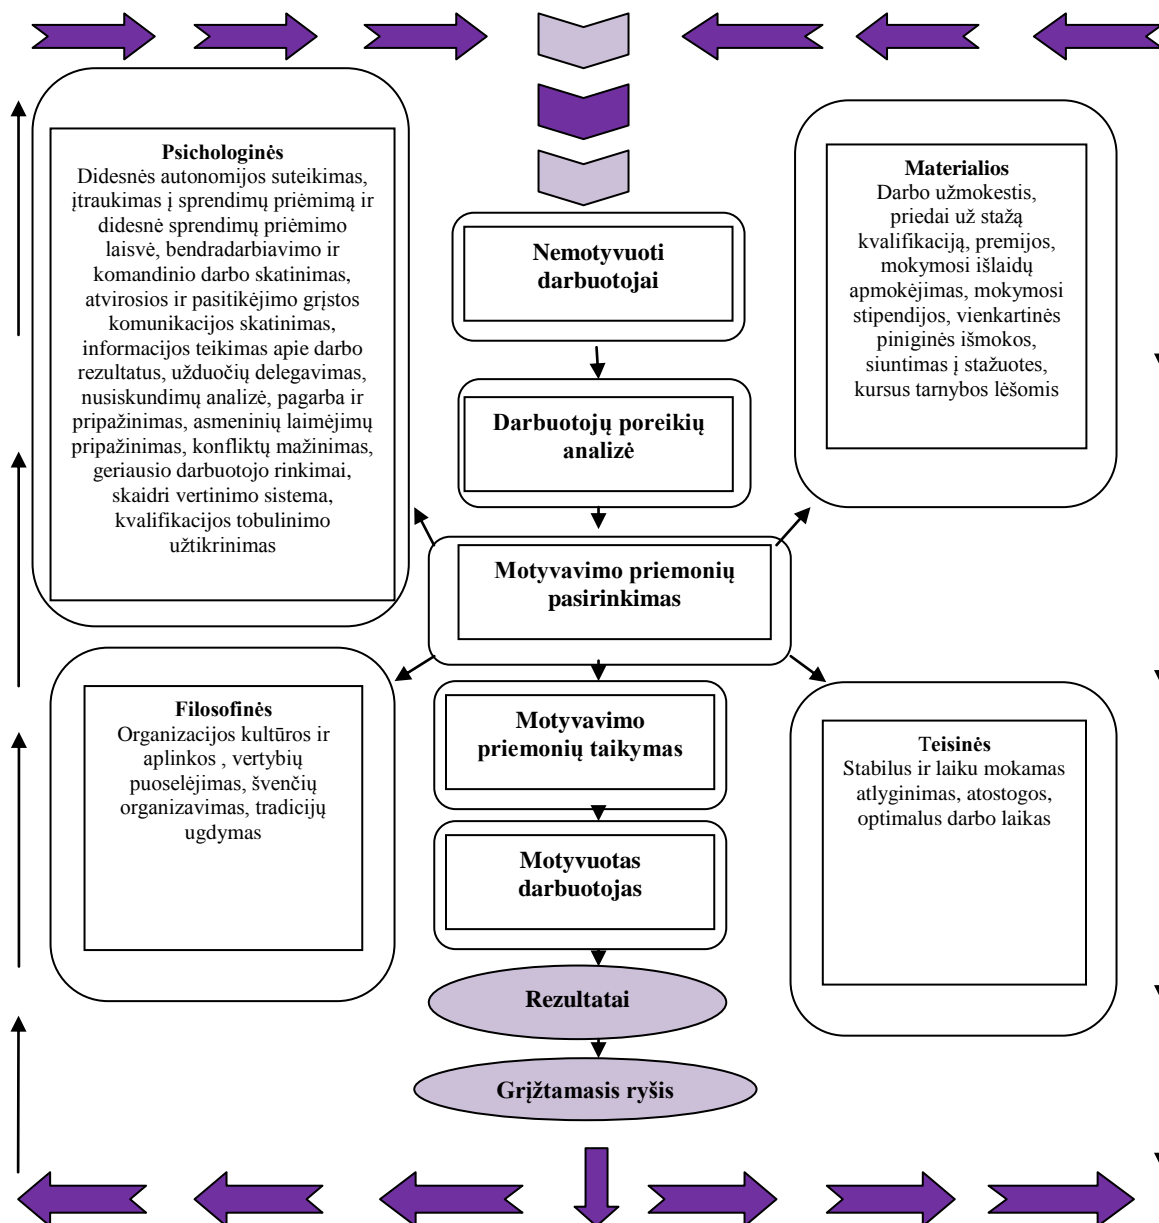 Psichologinės
Didesnės autonomijos suteikimas,
įtraukimas į sprendimų priėmimą ir
didesnė sprendimų priėmimo
laisvė, bendradarbiavimo ir
komandinio darbo skatinimas,
atvirosios ir pasitikėjimo grįstos
komunikacijos skatinimas,
informacijos teikimas apie darbo
rezultatus, užduočių delegavimas,
nusiskundimų analizė, pagarba ir
pripažinimas, asmeninių laimėjimų
pripažinimas, konfliktų mažinimas,
geriausio darbuotojo rinkimai,
skaidri vertinimo sistema,
kvalifikacijos tobulinimo
užtikrinimas
Nemotyvuoti
darbuotojai
Materialios
Darbo užmokestis,
priedai už stažą
kvalifikaciją, premijos,
mokymosi išlaidų
apmokėjimas, mokymosi
stipendijos, vienkartinės
piniginės išmokos,
siuntimas į stažuotes,
kursus tarnybos lėšomis
Darbuotojų poreikių
analizė
Motyvavimo priemonių
pasirinkimas
Filosofinės
Organizacijos kultūros ir
aplinkos , vertybių
puoselėjimas, švenčių
organizavimas, tradicijų
ugdymas
Motyvavimo
priemonių taikymas
Teisinės
Stabilus ir laiku mokamas
atlyginimas, atostogos,
optimalus darbo laikas
Motyvuotas
darbuotojas
Rezultatai
Grįžtamasis ryšis